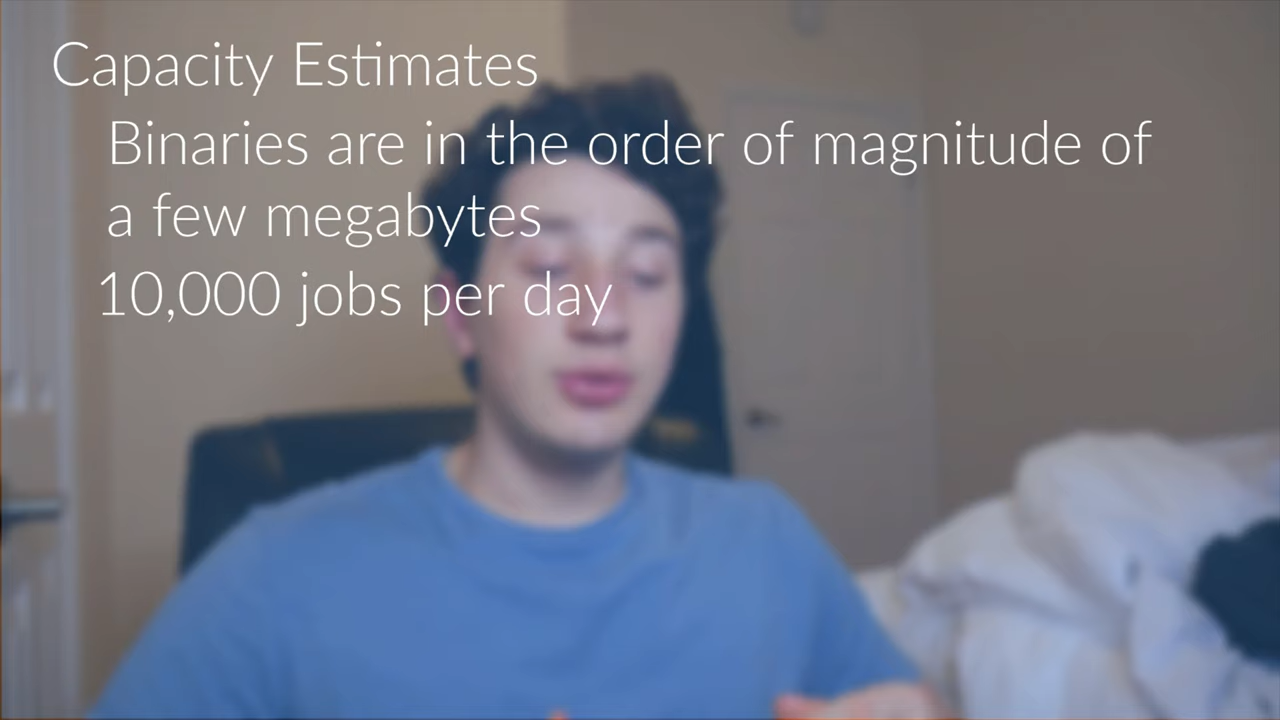 Capacity Estimates
Binaries are in the order of magnitude of
a few megabytes
10,000 jobs per day